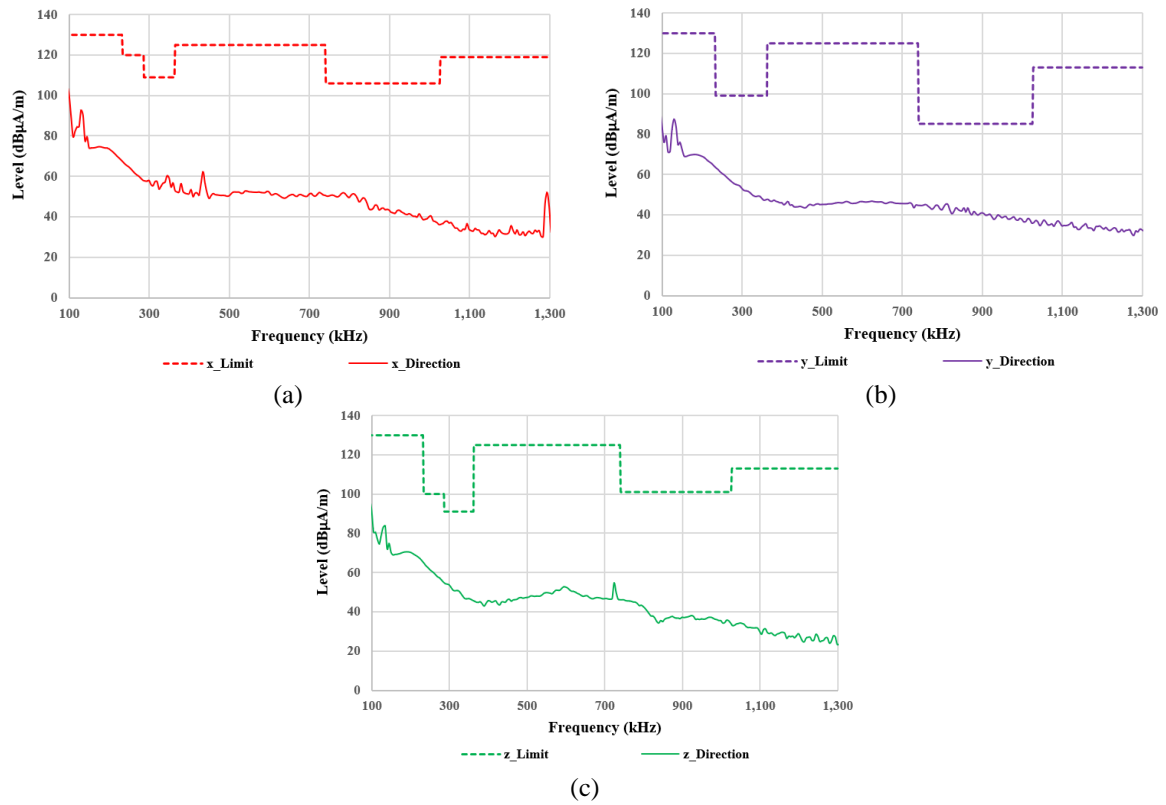 140
120
100
80
60
40
20
0
Level (dBµA/m)
100 300 500 700 900 1,100 1,300
Frequency (kHz)
x_Limit x_Direction
(a)
140
120
100
80
60
40
20
0
Level (dBµA/m)
100 300 500 700 900 1,100 1,300
Frequency (kHz)
y_Limit y_Direction
(b)
140
120
100
80
60
40
20
0
Level (dBµA/m)
100 300 500 700 900 1,100 1,300
Frequency (kHz)
z_Limit z_Direction
(c)